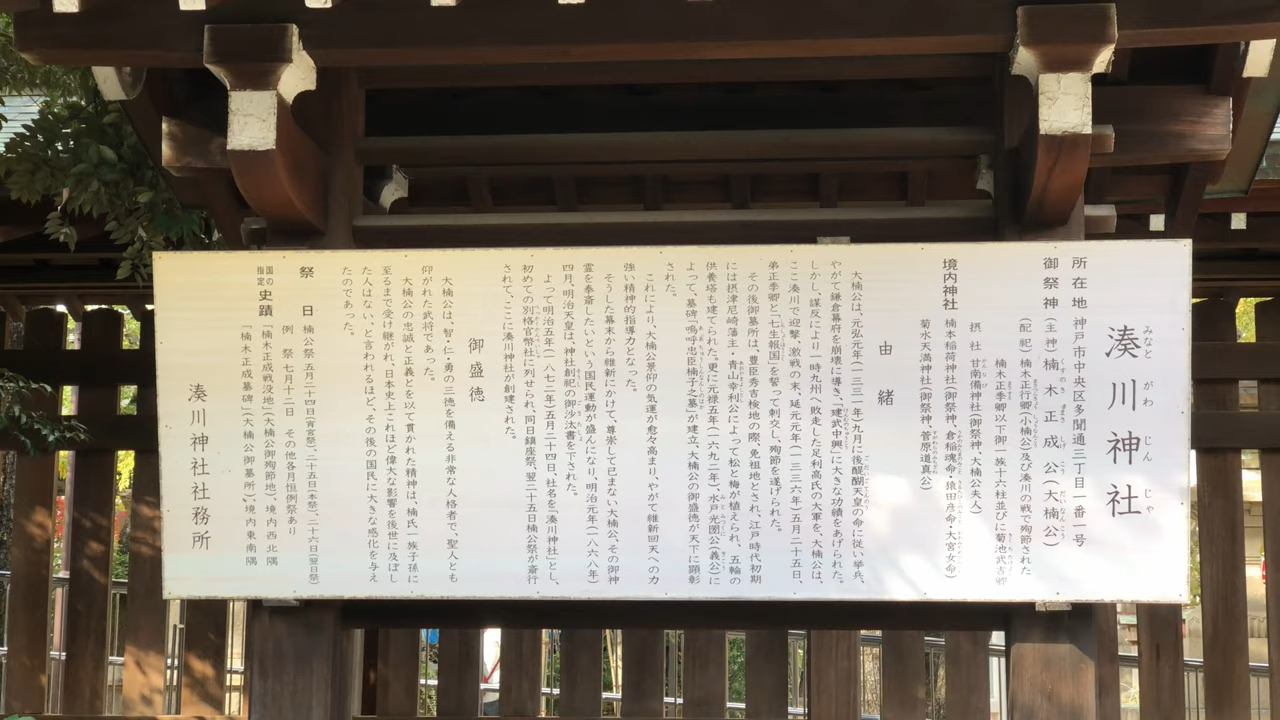 湊川神社
みなと がわ じん じゃ
所在地 神戸市中央区多聞通三丁目一番一号
御祭神 (主神)楠木正成公(大楠公)
くすのき まさ しげ こう だいなんこう
(配祀)楠木正行卿(小楠公)及び湊川の戦で殉節された
楠木正季卿以下御一族十六柱並びに菊池武吉卿
摂社 甘南備神社(御祭神、大楠公夫人)
かんなび
境内神社 楠本稲荷神社(御祭神、倉稲魂命・猿田彦命・大宮女命)
菊水天満神社(御祭神、菅原道真公)
由緒
大楠公は、元弘元年(一三三一年)九月に後醍醐天皇の命に従い挙兵、
やがて鎌倉幕府を崩壊に導き、「建武中興」に大きな功績をあげられた。
しかし、謀反により一時九州へ敗走した足利高氏の大軍を、大楠公は、
ここ湊川で迎撃、激戦の末、延元元年(一三三六年)五月二十五日、
弟正季卿と「七生報国」を誓って刺交し、殉節を遂げられた。
その後御墓所は、豊臣秀吉検地の際、免租地とされ、江戸時代初期
には摂津尼崎藩主・青山幸利公によって松と梅が植えられ、五輪の
供養塔も建てられた。更に元禄五年(一六九二年)、水戸光圀公(義公)に
よって、墓碑「嗚呼忠臣楠子之墓」が建立、大楠公の御盛徳が天下に顕彰
された。
これにより、大楠公景仰の気運が愈々高まり、やがて維新回天への力
強い精神的指導力となった。
そうした幕末から維新にかけて、尊崇して已まない大楠公、その御神
霊を奉斎したいという国民運動が盛んになり、明治元年(一八六八年)
四月、明治天皇は、神社創祀の御沙汰書を下された。
よって明治五年(一八七二年)五月二十四日、社名を「湊川神社」とし、
初めての別格官幣社に列せられ、同日鎮座祭、翌二十五日楠公祭が斎行
されて、ここに湊川神社が創建された。
御盛徳
大楠公は、智・仁・勇の三徳を備える非常な人格者で、聖人とも
仰がれた武将であった。
大楠公の忠誠と正義とを以て貫かれた精神は、楠氏一族子孫に
至るまで受け継がれ、日本史上これほど偉大な影響を後世に及ぼし
た人はない、と言われるほど、その後の国民に大きな感化を与え
たのであった。
祭日 楠公祭 五月二十四日(宵宮祭)、二十五日(本祭)、二十六日(翌日祭)
例祭 七月十二日 その他各月恒例祭あり
国の指定 史蹟 「楠木正成戦没地」(大楠公御殉節地)、境内西北隅
「楠木正成墓碑」(大楠公御墓所)、境内東南隅
湊川神社社務所